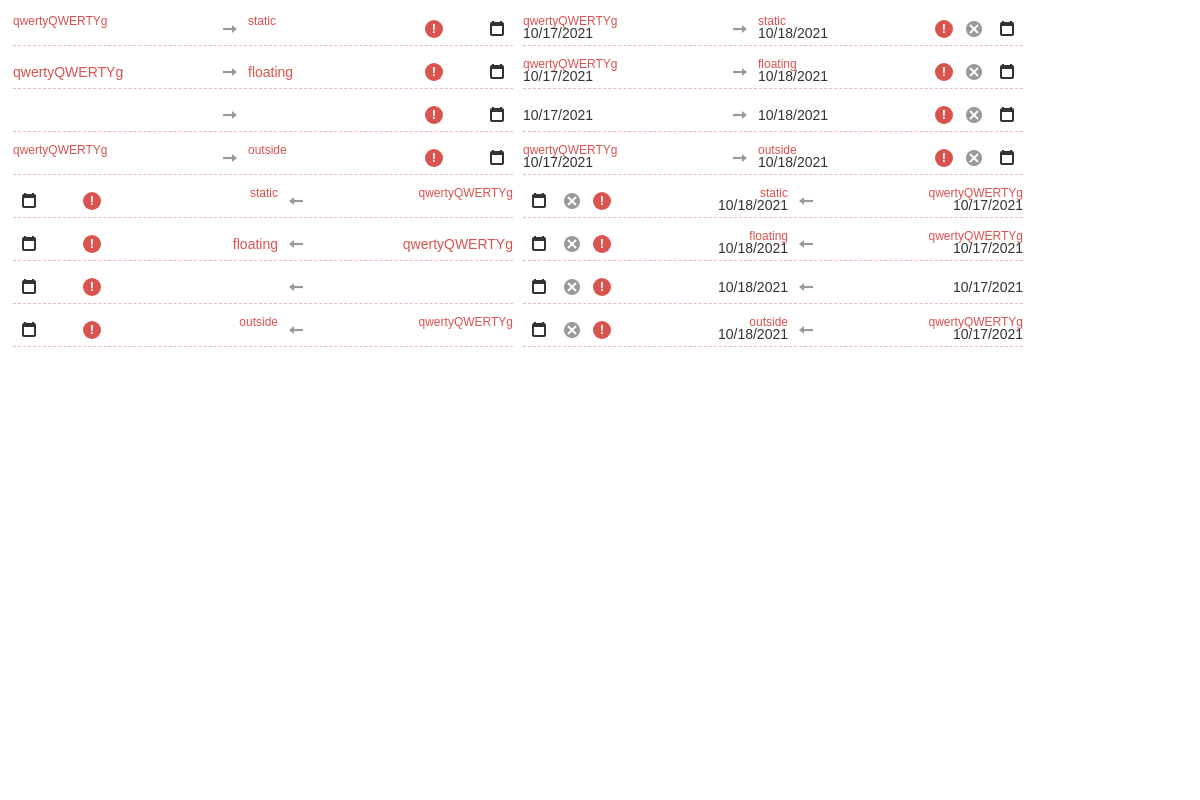 qwertyQWERTYg static qwertyQWERTYg static
10/17/2021 10/18/2021
qwertyQWERTYg floating qwertyQWERTYg floating
10/17/2021 10/18/2021
10/17/2021 10/18/2021
qwertyQWERTYg outside qwertyQWERTYg outside
10/17/2021 10/18/2021
static qwertyQWERTYg static qwertyQWERTYg
10/18/2021 10/17/2021
floating qwertyQWERTYg floating qwertyQWERTYg
10/18/2021 10/17/2021
10/18/2021 10/17/2021
outside qwertyQWERTYg outside qwertyQWERTYg
10/18/2021 10/17/2021